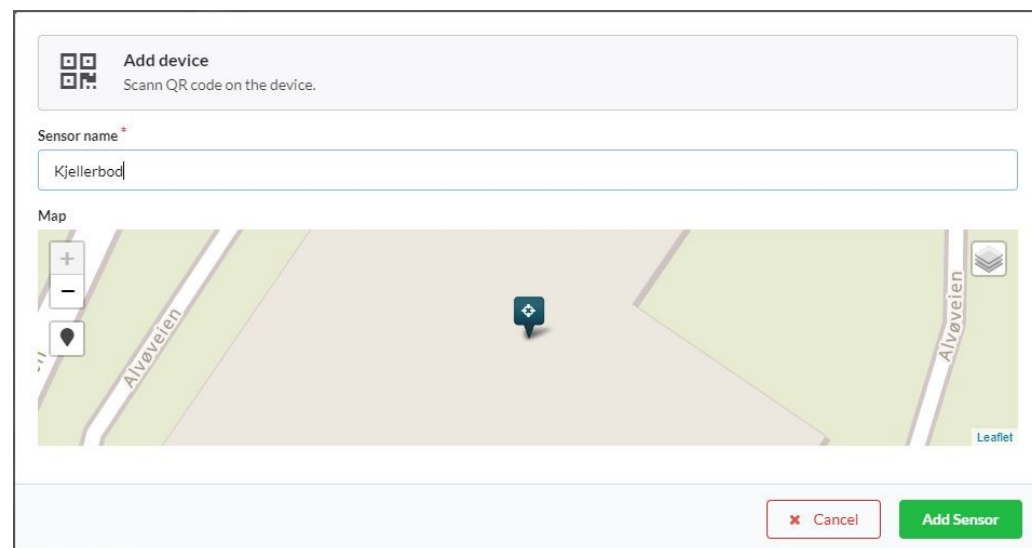 Add device
Scann QR code on the device.
Sensor name *
Kjellerbod
Map
+
−
Alvøveien
Alvøveien
Leaflet
Cancel
Add Sensor